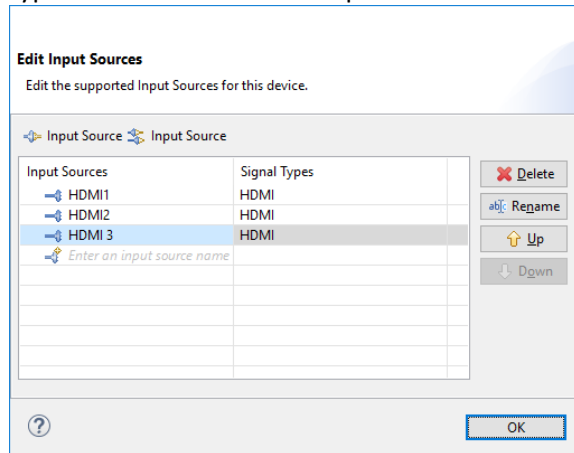 Edit Input Sources
Edit the supported Input Sources for this device.
Input Source Input Source
Input Sources Signal Types
HDMI1 HDMI
HDMI2 HDMI
HDMI 3 HDMI
Enter an input source name
Delete
Rename
Up
Down
?
OK